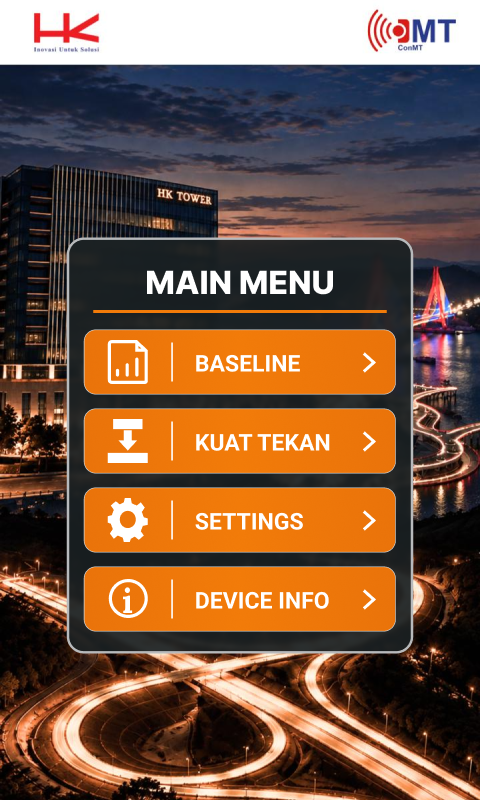 HK
Inovasi Untuk Solusi
MT
ConMT
HK TOWER
MAIN MENU
BASELINE
KUAT TEKAN
SETTINGS
DEVICE INFO